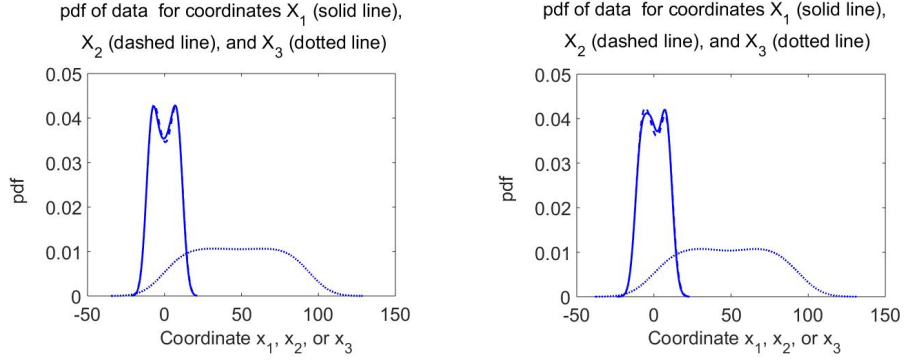 pdf of data for coordinates X1 (solid line),
X2 (dashed line), and X3 (dotted line)
0.05
0.04
0.03
0.02
0.01
0
pdf
-50 0 50 100 150
Coordinate x1, x2, or x3
pdf of data for coordinates X1 (solid line),
X2 (dashed line), and X3 (dotted line)
0.05
0.04
0.03
0.02
0.01
0
pdf
-50 0 50 100 150
Coordinate x1, x2, or x3